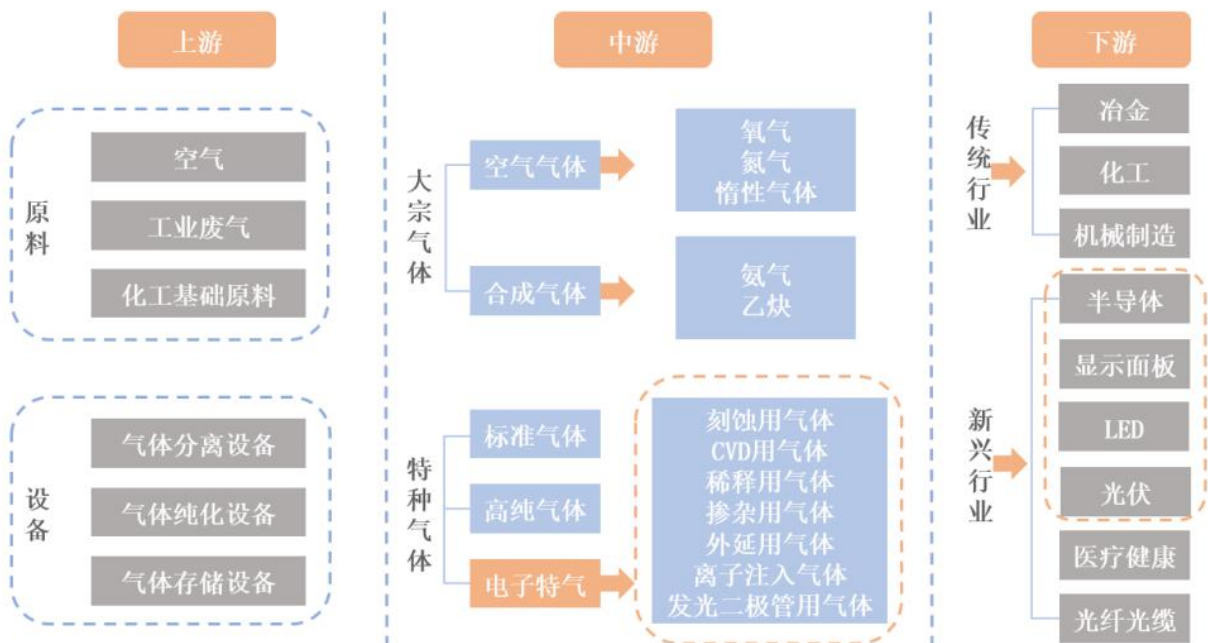 上游
原料
空气
工业废气
化工基础原料
设备
气体分离设备
气体纯化设备
气体存储设备
中游
大宗气体
空气气体
氧气
氮气
惰性气体
合成气体
氨气
乙炔
特种气体
标准气体
高纯气体
电子特气
刻蚀用气体
CVD用气体
稀释用气体
掺杂用气体
外延用气体
离子注入气体
发光二极管用气体
下游
传统行业
冶金
化工
机械制造
新兴行业
半导体
显示面板
LED
光伏
医疗健康
光纤光缆